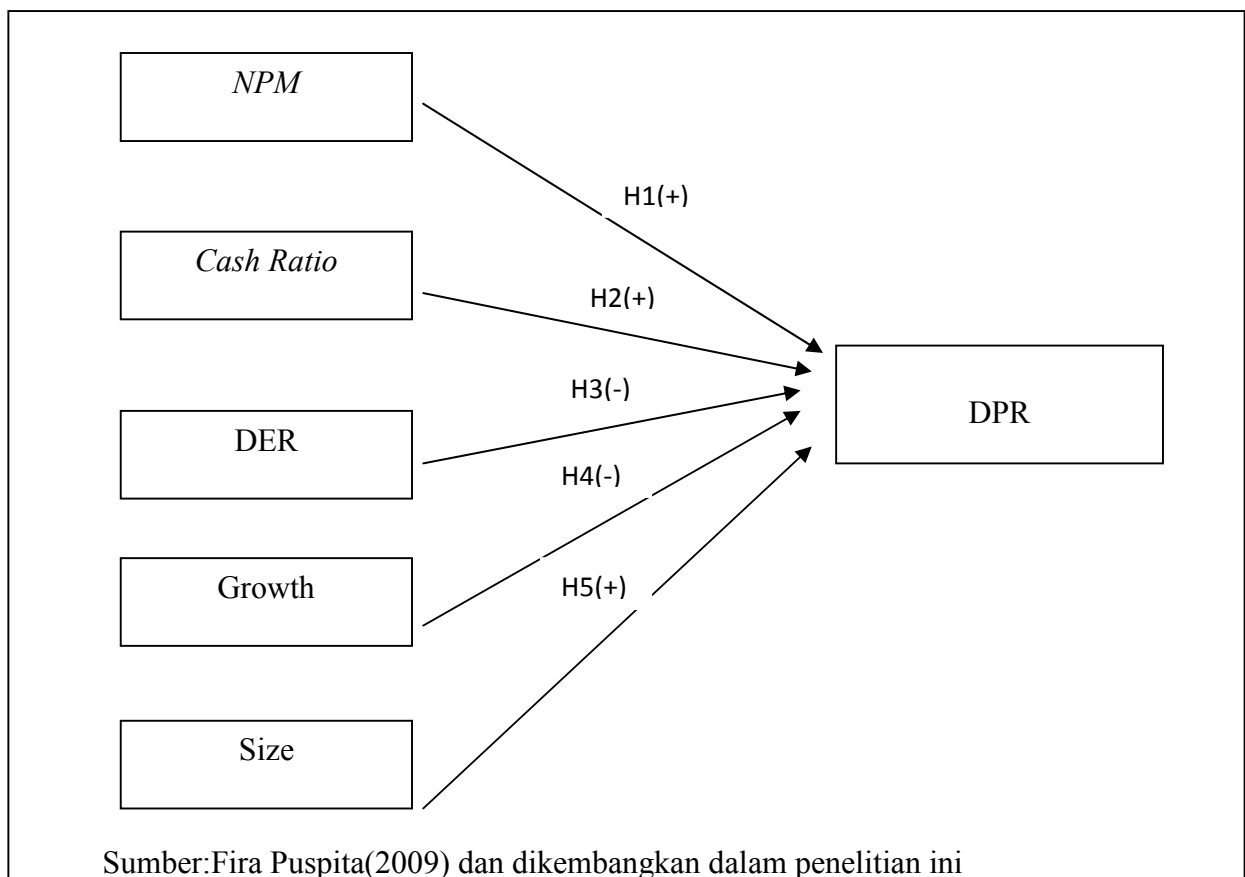 NPM
H1(+)
Cash Ratio
H2(+)
H3(-)
DPR
DER
H4(-)
Growth
H5(+)
Size
Sumber:Fira Puspita(2009) dan dikembangkan dalam penelitian ini